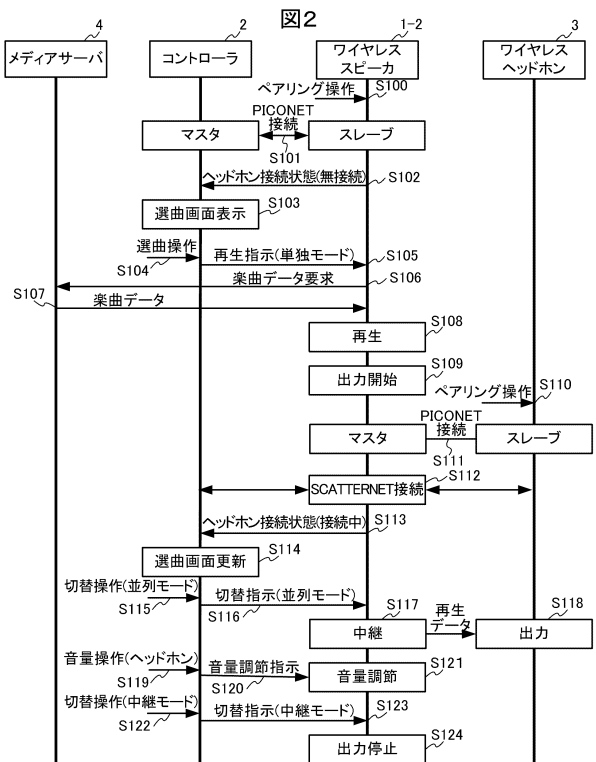 図2
4
2
1-2
3
メディアサーバ
コントローラ
ワイヤレス
スピーカ
ワイヤレス
ヘッドホン
ペアリング操作
S100
PICONET
接続
マスタ
スレーブ
S101
ヘッドホン接続状態(無接続)
S102
選曲画面表示
S103
選曲操作
S104
再生指示(単独モード)
S105
楽曲データ要求
S106
S107
楽曲データ
再生
S108
出力開始
S109
ペアリング操作
S110
PICONET
接続
マスタ
スレーブ
S111
SCATTERNET接続
S112
ヘッドホン接続状態(接続中)
S113
選曲画面更新
S114
切替操作(並列モード)
S115
切替指示(並列モード)
S116
中継
S117
再生
データ
出力
S118
音量操作(ヘッドホン)
S119
音量調節指示
S120
音量調節
S121
切替操作(中継モード)
S122
切替指示(中継モード)
S123
出力停止
S124